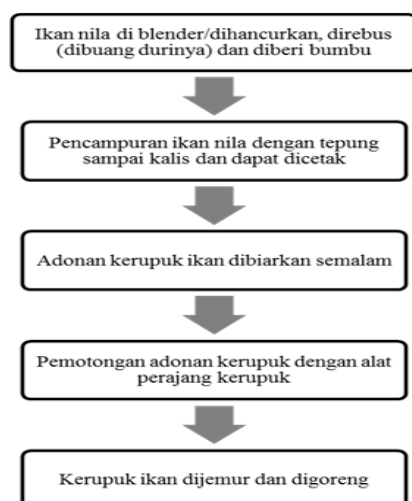 Ikan nila di blender/dihancurkan, direbus
(dibuang durinya) dan diberi bumbu
Pencampuran ikan nila dengan tepung
sampai kalis dan dapat dicetak
Adonan kerupuk ikan dibiarkan semalam
Pemotongan adonan kerupuk dengan alat
perajang kerupuk
Kerupuk ikan dijemur dan digoreng